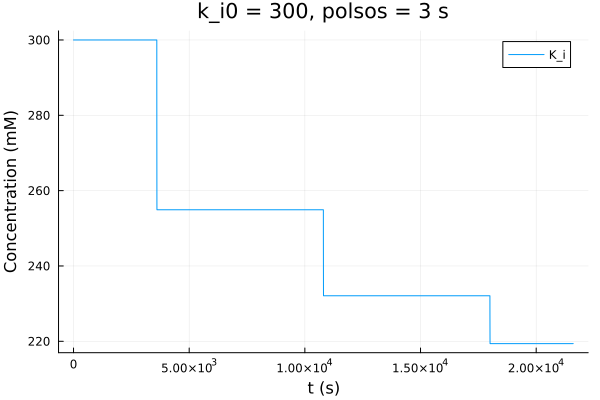 k_i0 = 300, polsos = 3 s
300
280
260
240
220
Concentration (mM)
K_i
0
5.00×10³
1.00×10⁴
1.50×10⁴
2.00×10⁴
t (s)